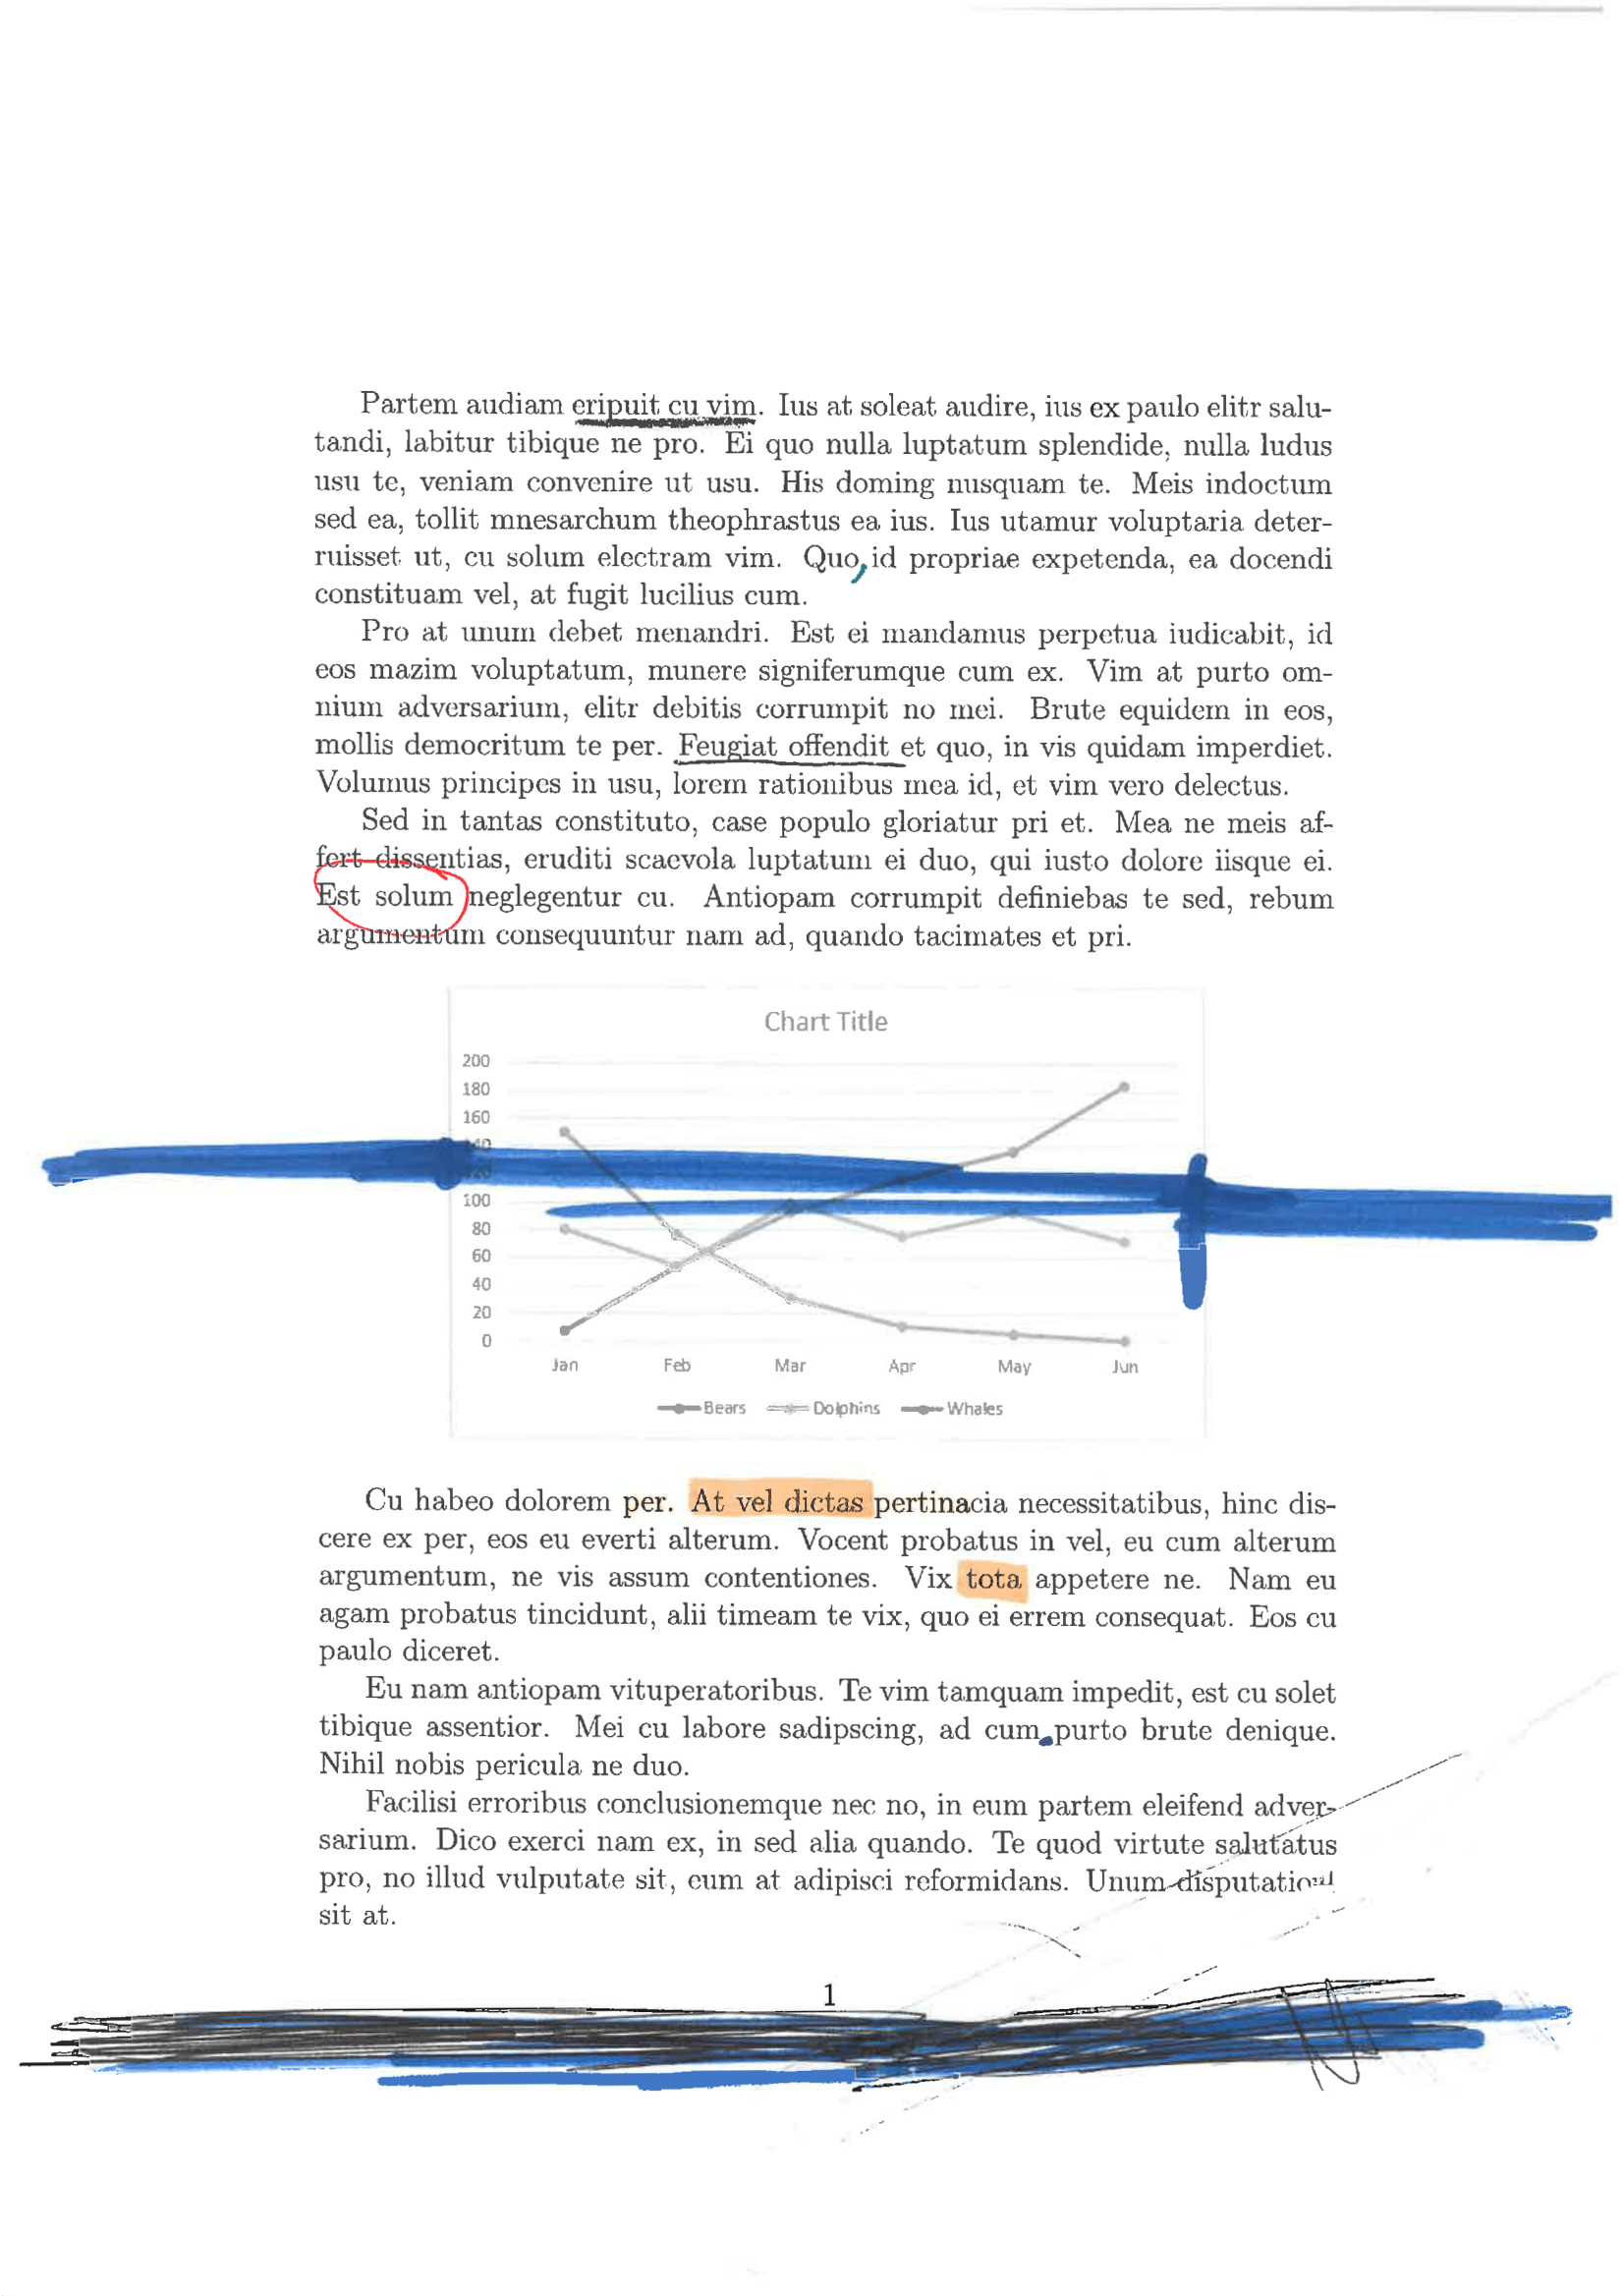 Partem audiam eripuit cu vim. Ius at soleat audire, ius ex paulo elitr salu-
tandi, labitur tibique ne pro. Ei quo nulla luptatum splendide, nulla ludus
usu te, veniam convenire ut usu. His doming nusquam te. Meis indoctum
sed ea, tollit mnesarchum theophrastus ea ius. Ius utamur voluptaria deter-
ruisset ut, cu solum electram vim. Quo, id propriae expetenda, ea docendi
constituam vel, at fugit lucilius cum.
Pro at unum debet menandri. Est ei mandamus perpetua iudicabit, id
eos mazim voluptatum, munere signiferumque cum ex. Vim at purto om-
nium adversarium, elitr debitis corrumpit no mei. Brute equidem in eos,
mollis democritum te per. Feugiat offendit et quo, in vis quidam imperdiet.
Volumus principes in usu, lorem rationibus mea id, et vim vero delectus.
Sed in tantas constituto, case populo gloriatur pri et. Mea ne meis af-
fert dissentias, eruditi scaevola luptatum ei duo, qui iusto dolore iisque ei.
Est solum neglegentur cu. Antiopam corrumpit definiebas te sed, rebum
argumentum consequuntur nam ad, quando tacimates et pri.
Chart Title
200
180
160
100
80
60
40
20
0
Jan Feb Mar Apr May Jun
Bears Dolphins Whales
Cu habeo dolorem per. At vel dictas pertinacia necessitatibus, hinc dis-
cere ex per, eos eu everti alterum. Vocent probatus in vel, eu cum alterum
argumentum, ne vis assum contentiones. Vix tota appetere ne. Nam eu
agam probatus tincidunt, alii timeam te vix, quo ei errem consequat. Eos cu
paulo diceret.
Eu nam antiopam vituperatoribus. Te vim tamquam impedit, est cu solet
tibique assentior. Mei cu labore sadipscing, ad cum. purto brute denique.
Nihil nobis pericula ne duo.
Facilisi erroribus conclusionemque nec no, in eum partem eleifend adver-
sarium. Dico exerci nam ex, in sed alia quando. Te quod virtute salutatus
pro, no illud vulputate sit, eum at adipisci reformidans. Unum
sit at.
1